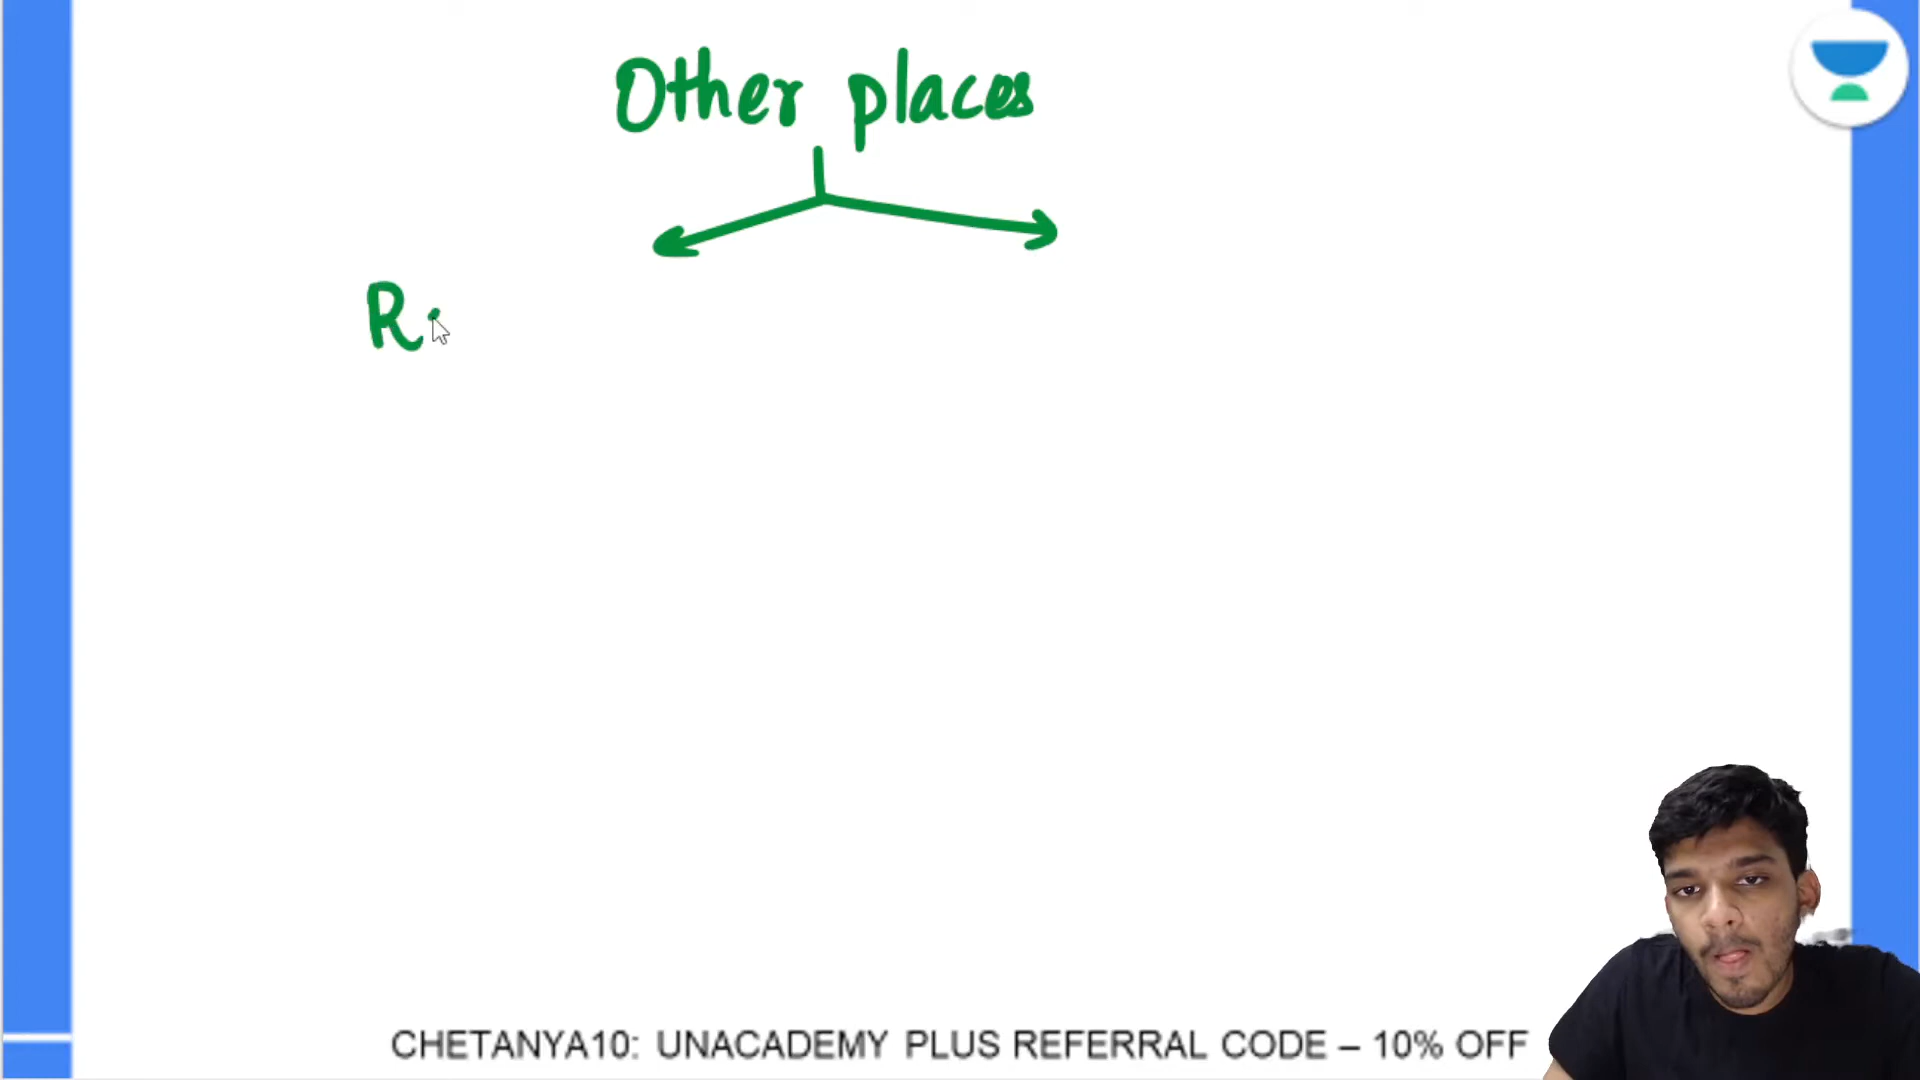 Other places
R
CHETANYA10: UNACADEMY PLUS REFERRAL CODE – 10% OFF